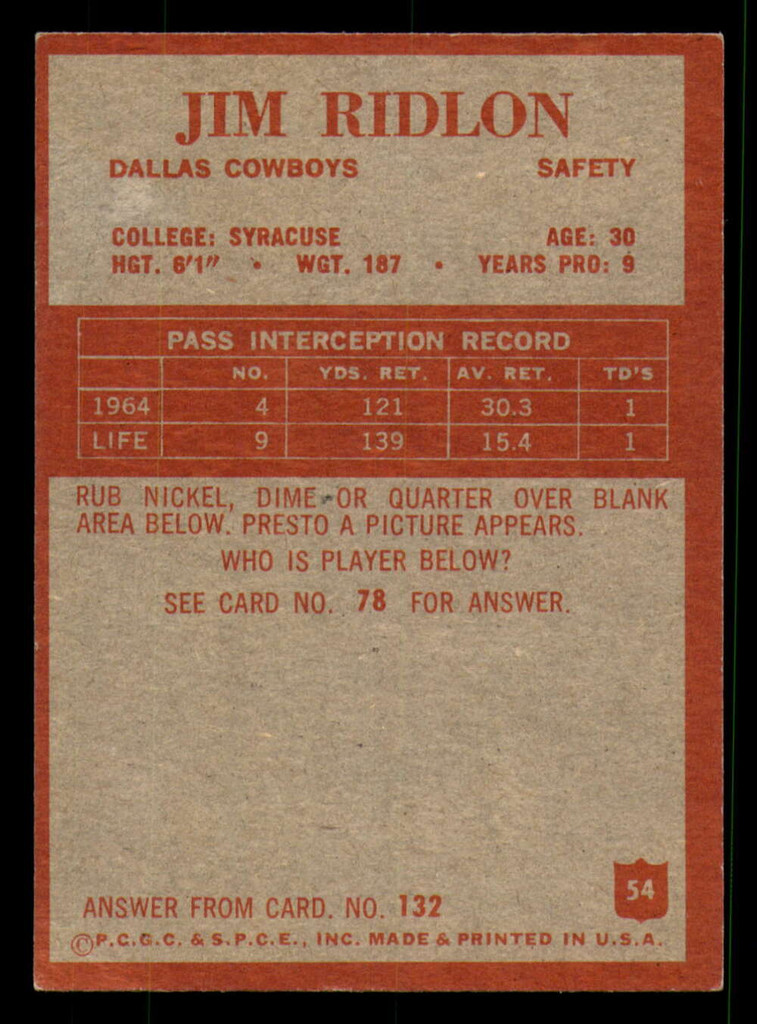 JIM RIDLON
DALLAS COWBOYS SAFETY
COLLEGE: SYRACUSE AGE: 30
HGT. 6'1" • WGT. 187 • YEARS PRO: 9
PASS INTERCEPTION RECORD
NO. YDS. RET. AV. RET. TD'S
1964 4 121 30.3 1
LIFE 9 139 15.4 1
RUB NICKEL, DIME OR QUARTER OVER BLANK
AREA BELOW. PRESTO A PICTURE APPEARS.
WHO IS PLAYER BELOW?
SEE CARD NO. 78 FOR ANSWER.
54
ANSWER FROM CARD. NO. 132
©P.C.G.C. & S.P.C.E., INC. MADE & PRINTED IN U.S.A.